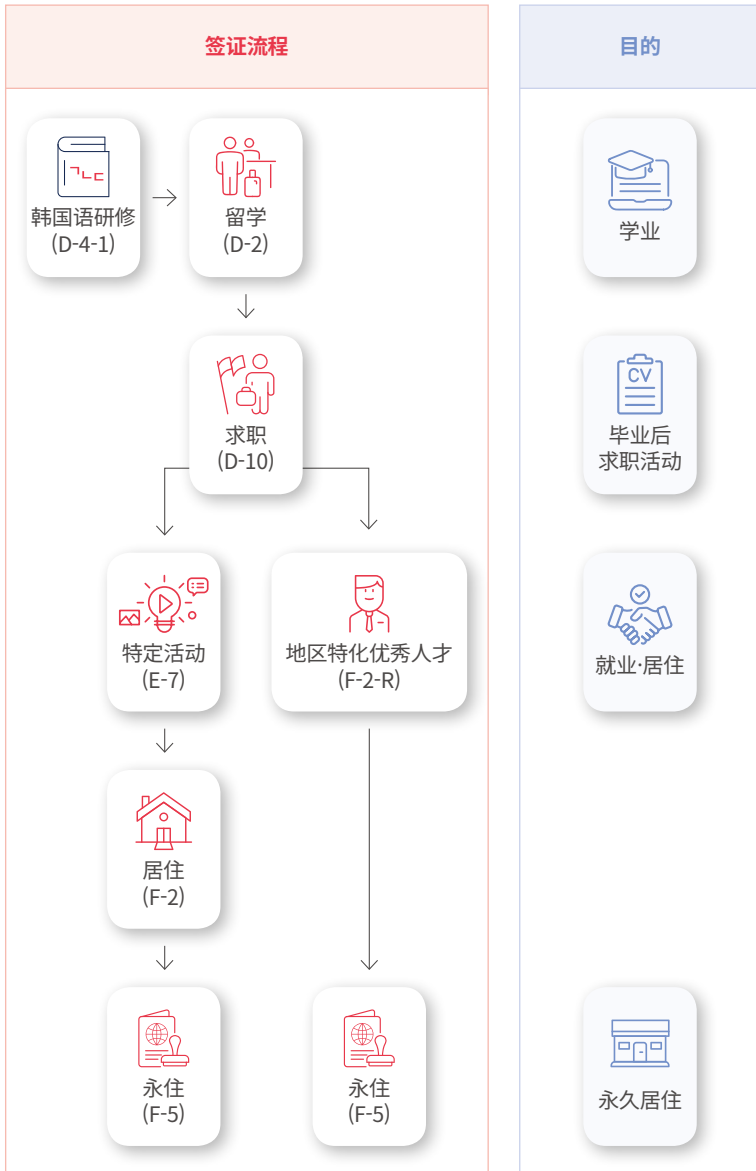 签证流程
目的
ㄱㄴㄷ
韩国语研修
(D-4-1)
留学
(D-2)
学业
求职
(D-10)
CV
毕业后
求职活动
特定活动
(E-7)
地区特化优秀人才
(F-2-R)
就业·居住
居住
(F-2)
永住
(F-5)
永住
(F-5)
永久居住